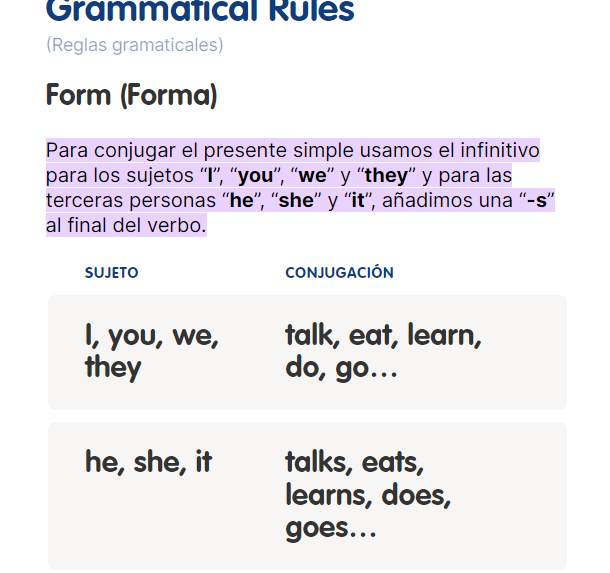 Grammatical Rules
(Reglas gramaticales)
Form (Forma)
Para conjugar el presente simple usamos el infinitivo
para los sujetos “I”, “you”, “we” y “they” y para las
terceras personas “he”, “she” y “it”, añadimos una “-s”
al final del verbo.
SUJETO CONJUGACIÓN
I, you, we, talk, eat, learn,
they do, go…
he, she, it talks, eats,
learns, does,
goes…